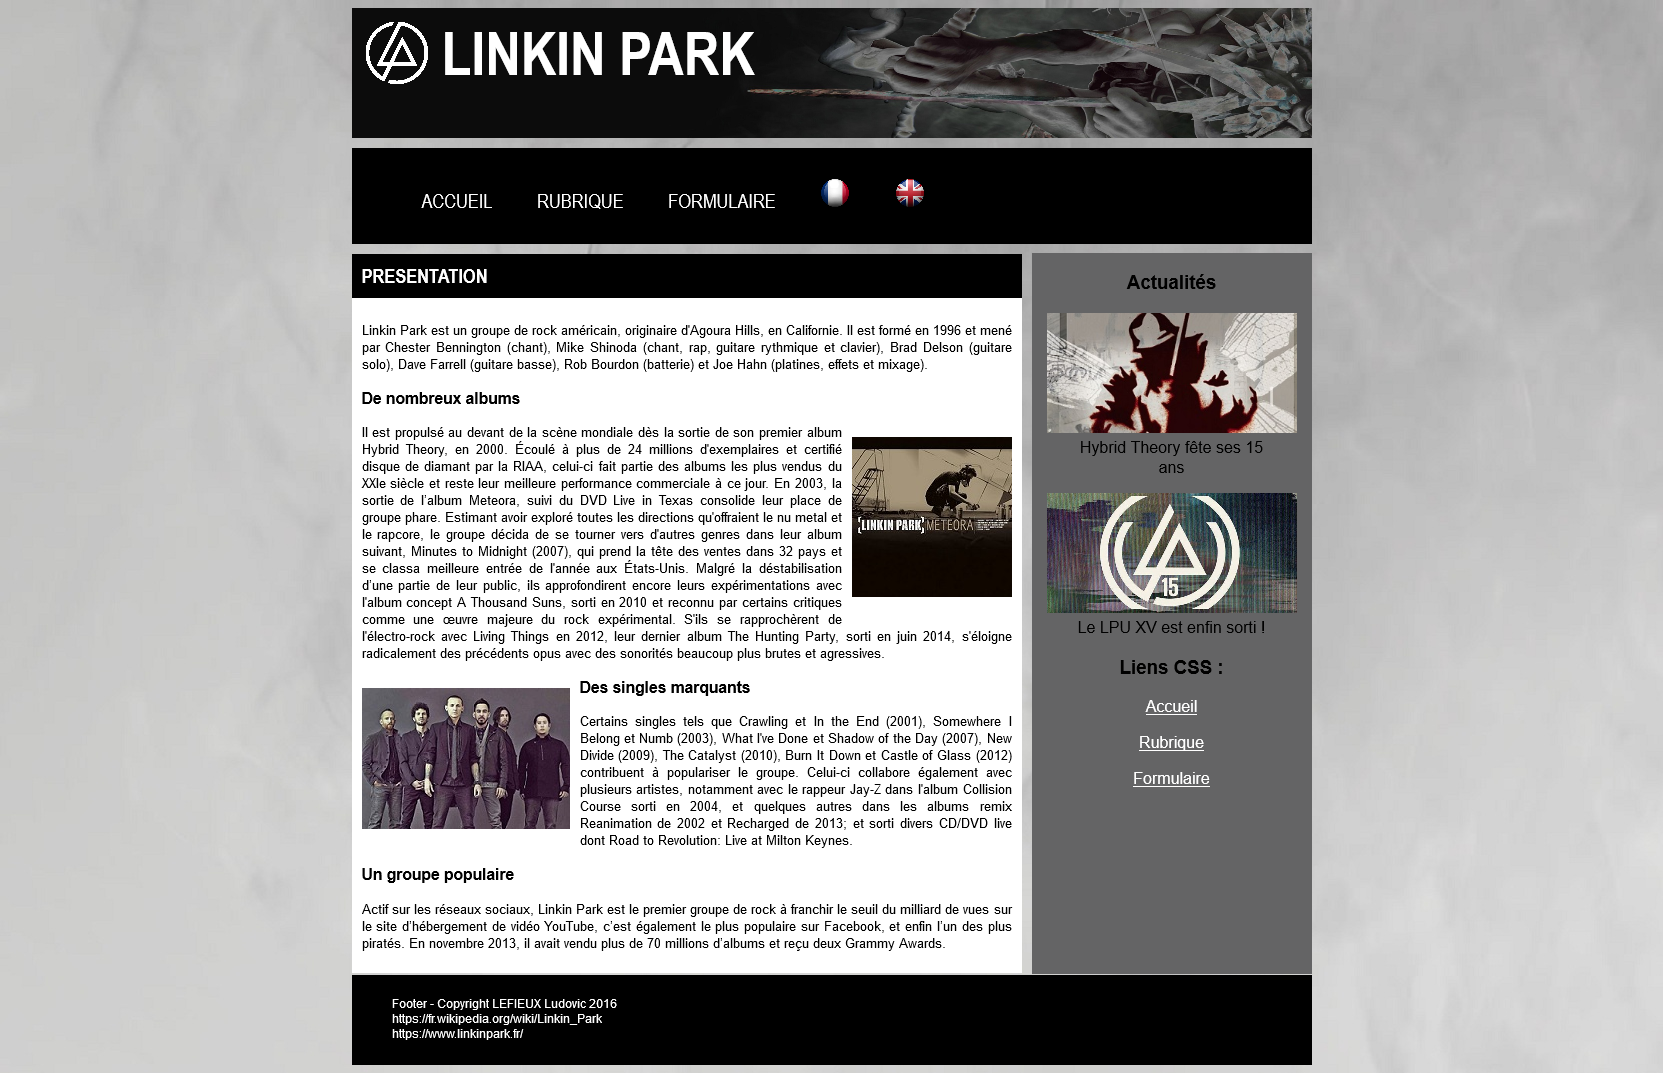 LINKIN PARK
ACCUEIL RUBRIQUE FORMULAIRE
PRESENTATION
Linkin Park est un groupe de rock américain, originaire d'Agoura Hills, en Californie. Il est formé en 1996 et mené
par Chester Bennington (chant), Mike Shinoda (chant, rap, guitare rythmique et clavier), Brad Delson (guitare
solo), Dave Farrell (guitare basse), Rob Bourdon (batterie) et Joe Hahn (platines, effets et mixage).
De nombreux albums
Il est propulsé au devant de la scène mondiale dès la sortie de son premier album
Hybrid Theory, en 2000. Écoulé à plus de 24 millions d'exemplaires et certifié
disque de diamant par la RIAA, celui-ci fait partie des albums les plus vendus du
XXIe siècle et reste leur meilleure performance commerciale à ce jour. En 2003, la
sortie de l'album Meteora, suivi du DVD Live in Texas consolide leur place de
groupe phare. Estimant avoir exploré toutes les directions qu'offraient le nu metal et
le rapcore, le groupe décida de se tourner vers d'autres genres dans leur album
suivant, Minutes to Midnight (2007), qui prend la tête des ventes dans 32 pays et
se classa meilleure entrée de l'année aux États-Unis. Malgré la déstabilisation
d'une partie de leur public, ils approfondirent encore leurs expérimentations avec
l'album concept A Thousand Suns, sorti en 2010 et reconnu par certains critiques
comme une œuvre majeure du rock expérimental. S'ils se rapprochèrent de
l'électro-rock avec Living Things en 2012, leur dernier album The Hunting Party, sorti en juin 2014, s'éloigne
radicalement des précédents opus avec des sonorités beaucoup plus brutes et agressives.
[LINKIN PARK] METEORA
Des singles marquants
Certains singles tels que Crawling et In the End (2001), Somewhere I
Belong et Numb (2003), What I've Done et Shadow of the Day (2007), New
Divide (2009), The Catalyst (2010), Burn It Down et Castle of Glass (2012)
contribuent à populariser le groupe. Celui-ci collabore également avec
plusieurs artistes, notamment avec le rappeur Jay-Z dans l'album Collision
Course sorti en 2004, et quelques autres dans les albums remix
Reanimation de 2002 et Recharged de 2013; et sorti divers CD/DVD live
dont Road to Revolution: Live at Milton Keynes.
Un groupe populaire
Actif sur les réseaux sociaux, Linkin Park est le premier groupe de rock à franchir le seuil du milliard de vues sur
le site d'hébergement de vidéo YouTube, c'est également le plus populaire sur Facebook, et enfin l'un des plus
piratés. En novembre 2013, il avait vendu plus de 70 millions d'albums et reçu deux Grammy Awards.
Actualités
Hybrid Theory fête ses 15
ans
15
Le LPU XV est enfin sorti !
Liens CSS :
Accueil
Rubrique
Formulaire
Footer - Copyright LEFIEUX Ludovic 2016
https://fr.wikipedia.org/wiki/Linkin_Park
https://www.linkinpark.fr/